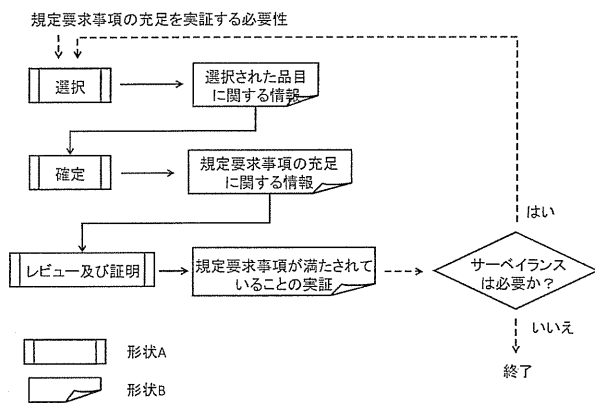 規定要求事項の充足を実証する必要性
選択
選択された品目
に関する情報
確定
規定要求事項の充足
に関する情報
はい
レビュー及び証明
規定要求事項が満たされて
いることの実証
サーベイランス
は必要か？
いいえ
終了
形状A
形状B